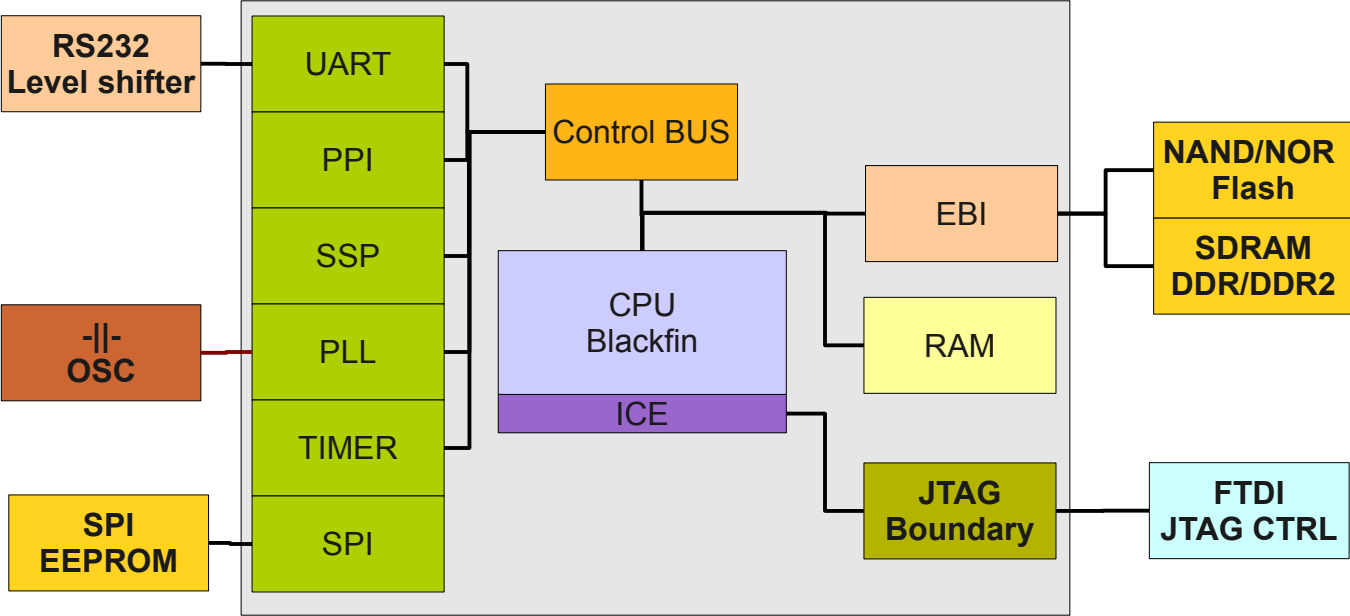 RS232
Level shifter
UART
PPI
SSP
PLL
TIMER
SPI
-||-
OSC
SPI
EEPROM
Control BUS
CPU
Blackfin
ICE
EBI
RAM
JTAG
Boundary
NAND/NOR
Flash
SDRAM
DDR/DDR2
FTDI
JTAG CTRL